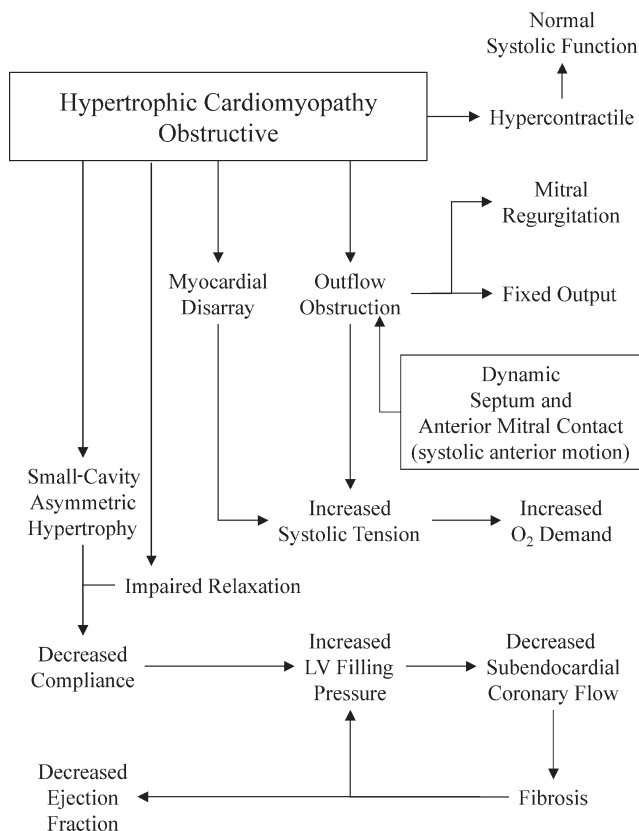 Normal
Systolic Function
Hypertrophic Cardiomyopathy
Obstructive
Hypercontractile
Mitral
Regurgitation
Myocardial
Disarray
Outflow
Obstruction
Fixed Output
Dynamic
Septum and
Anterior Mitral Contact
(systolic anterior motion)
Small-Cavity
Asymmetric
Hypertrophy
Increased
Systolic Tension
Increased
O₂ Demand
Impaired Relaxation
Decreased
Compliance
Increased
LV Filling
Pressure
Decreased
Subendocardial
Coronary Flow
Decreased
Ejection
Fraction
Fibrosis